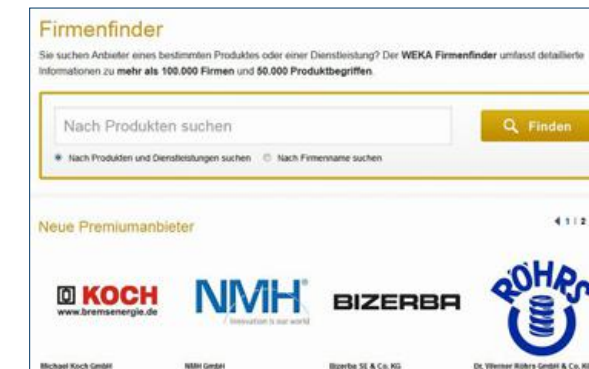 Firmenfinder
Sie suchen Anbieter eines bestimmten Produktes oder einer Dienstleistung? Der WEKA Firmenfinder umfasst detaillierte
Informationen zu mehr als 100.000 Firmen und 50.000 Produktbegriffen.
Nach Produkten suchen
Finden
Nach Produkten und Dienstleistungen suchen Nach Firmenname suchen
Neue Premiumanbieter
1 | 2
KOCH
www.bremsenergie.de
NMH
Innovation is our world
BIZERBA
RÖHRS
Michael Koch GmbH
NMH GmbH
Bizerba SE & Co. KG
Dr. Werner Röhrs GmbH & Co. KG